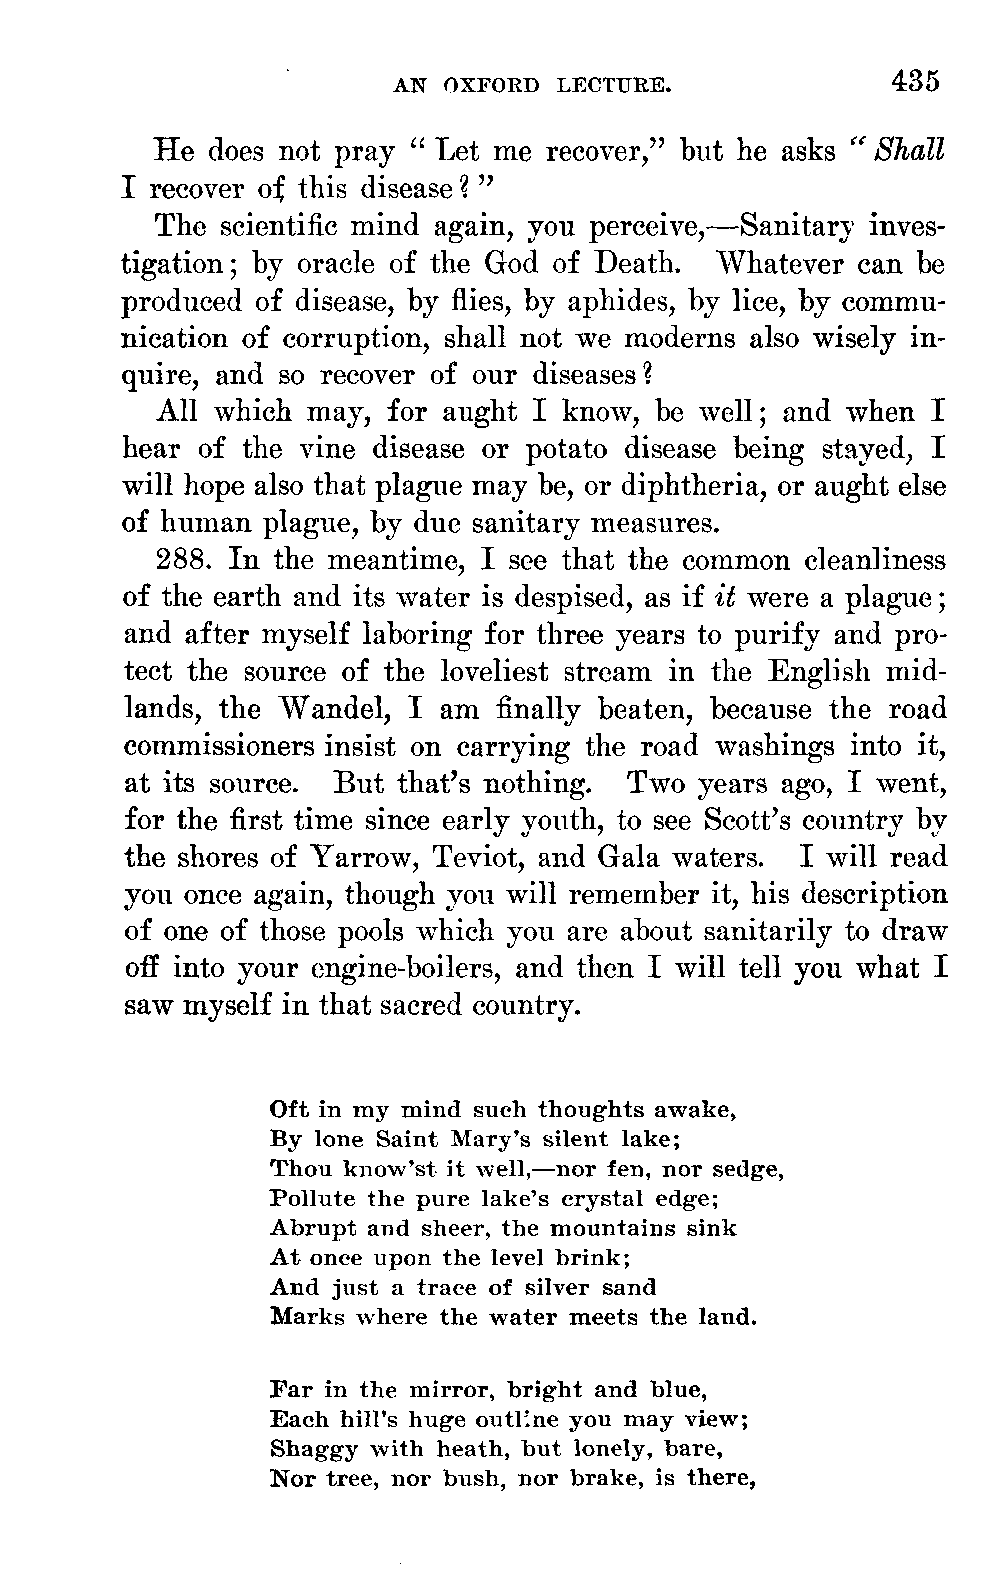 AN OXFORD LECTURE. 435
He does not pray “ Let me recover,” but he asks “ Shall
I recover of this disease? ”
The scientific mind again, you perceive,—Sanitary inves-
tigation; by oracle of the God of Death. Whatever can be
produced of disease, by flies, by aphides, by lice, by commu-
nication of corruption, shall not we moderns also wisely in-
quire, and so recover of our diseases?
All which may, for aught I know, be well; and when I
hear of the vine disease or potato disease being stayed, I
will hope also that plague may be, or diphtheria, or aught else
of human plague, by due sanitary measures.
288. In the meantime, I see that the common cleanliness
of the earth and its water is despised, as if it were a plague;
and after myself laboring for three years to purify and pro-
tect the source of the loveliest stream in the English mid-
lands, the Wandel, I am finally beaten, because the road
commissioners insist on carrying the road washings into it,
at its source. But that’s nothing. Two years ago, I went,
for the first time since early youth, to see Scott’s country by
the shores of Yarrow, Teviot, and Gala waters. I will read
you once again, though you will remember it, his description
of one of those pools which you are about sanitarily to draw
off into your engine-boilers, and then I will tell you what I
saw myself in that sacred country.
Oft in my mind such thoughts awake,
By lone Saint Mary’s silent lake;
Thou know’st it well,—nor fen, nor sedge,
Pollute the pure lake’s crystal edge;
Abrupt and sheer, the mountains sink
At once upon the level brink;
And just a trace of silver sand
Marks where the water meets the land.
Far in the mirror, bright and blue,
Each hill’s huge outline you may view;
Shaggy with heath, but lonely, bare,
Nor tree, nor bush, nor brake, is there,